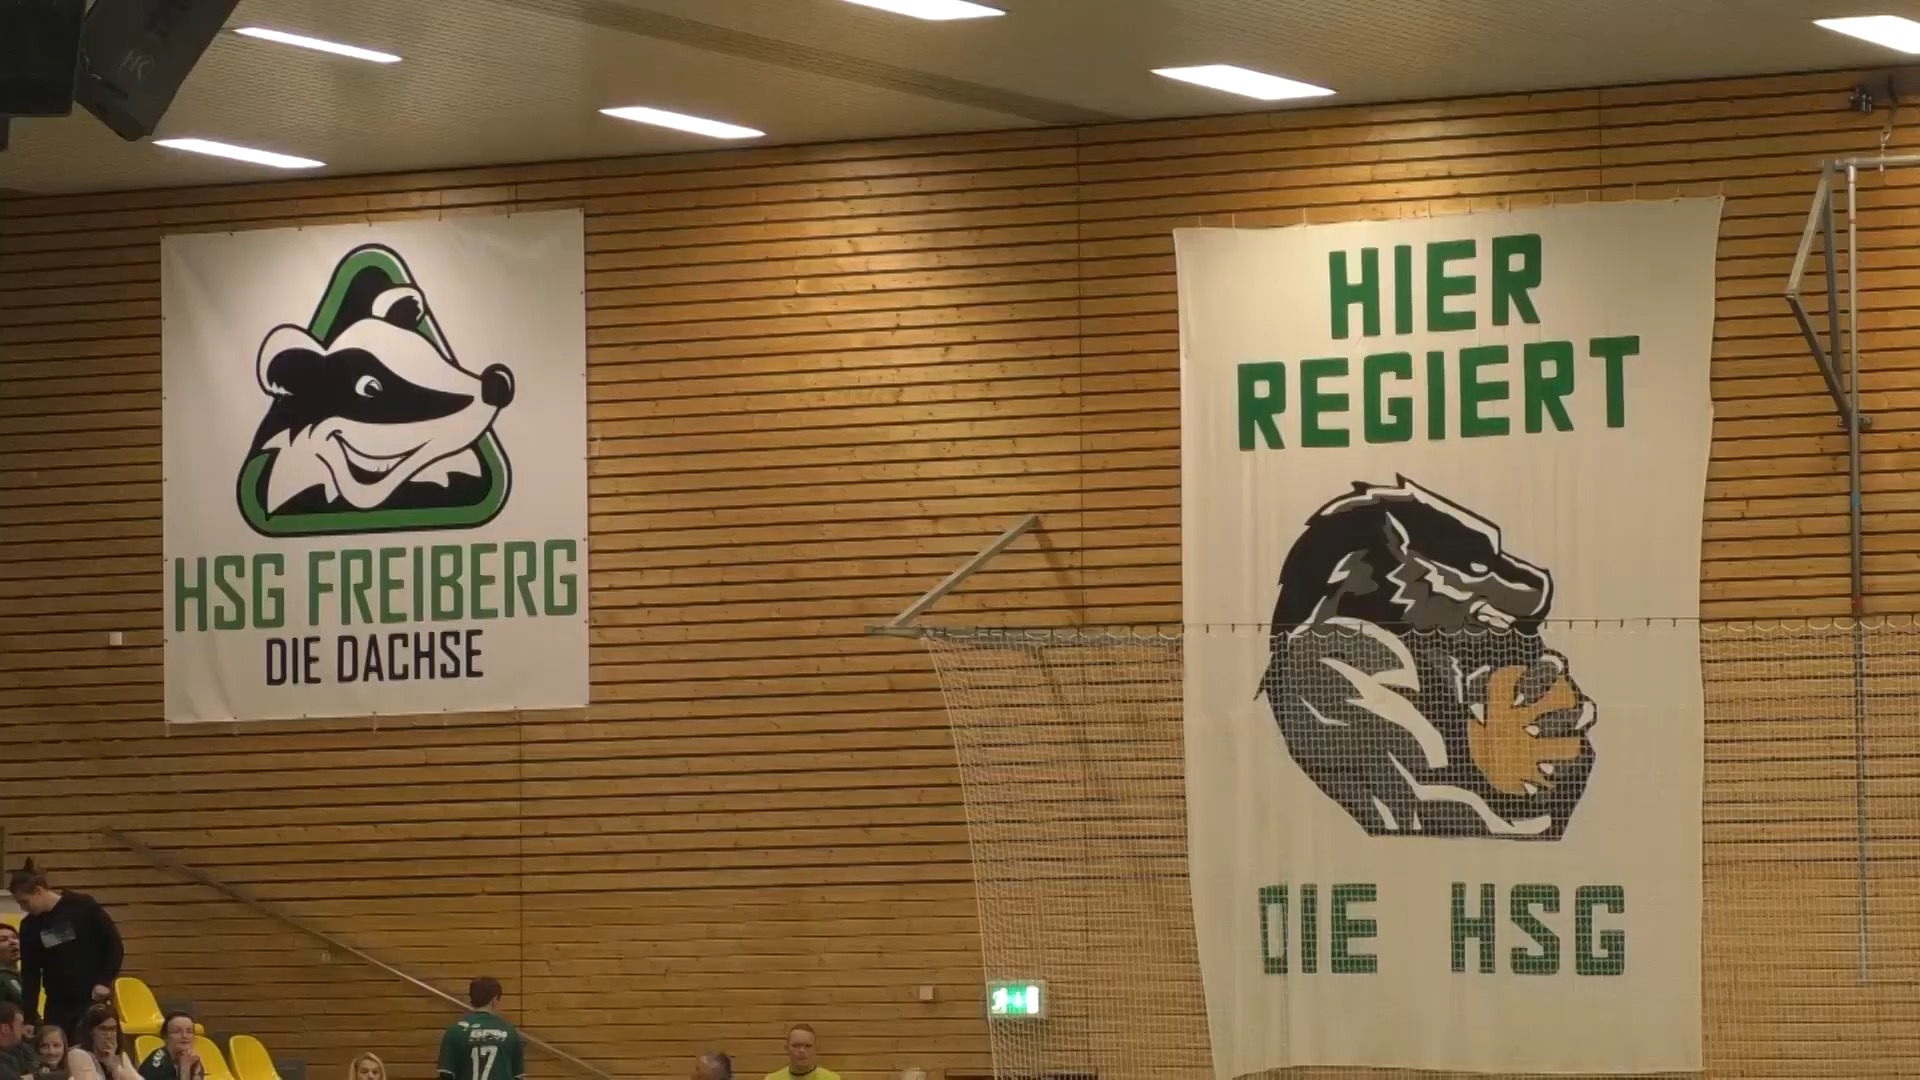 HSG FREIBERG
DIE DACHSE
HIER
REGIERT
DIE HSG
17